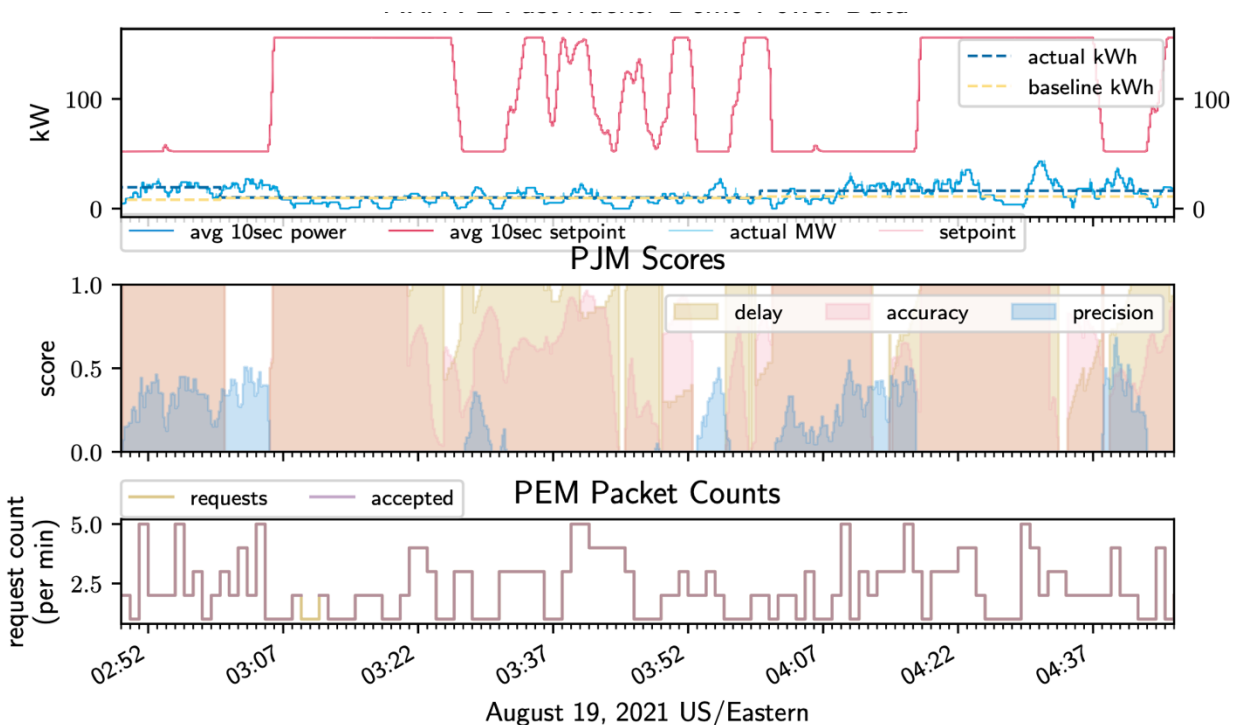 Demo Power Data
actual kWh
baseline kWh
kW
100
0
100
0
avg 10sec power
avg 10sec setpoint
actual MW
setpoint
PJM Scores
delay
accuracy
precision
score
1.0
0.5
0.0
requests
accepted
PEM Packet Counts
request count
(per min)
5.0
2.5
02:52
03:07
03:22
03:37
03:52
04:07
04:22
04:37
August 19, 2021 US/Eastern